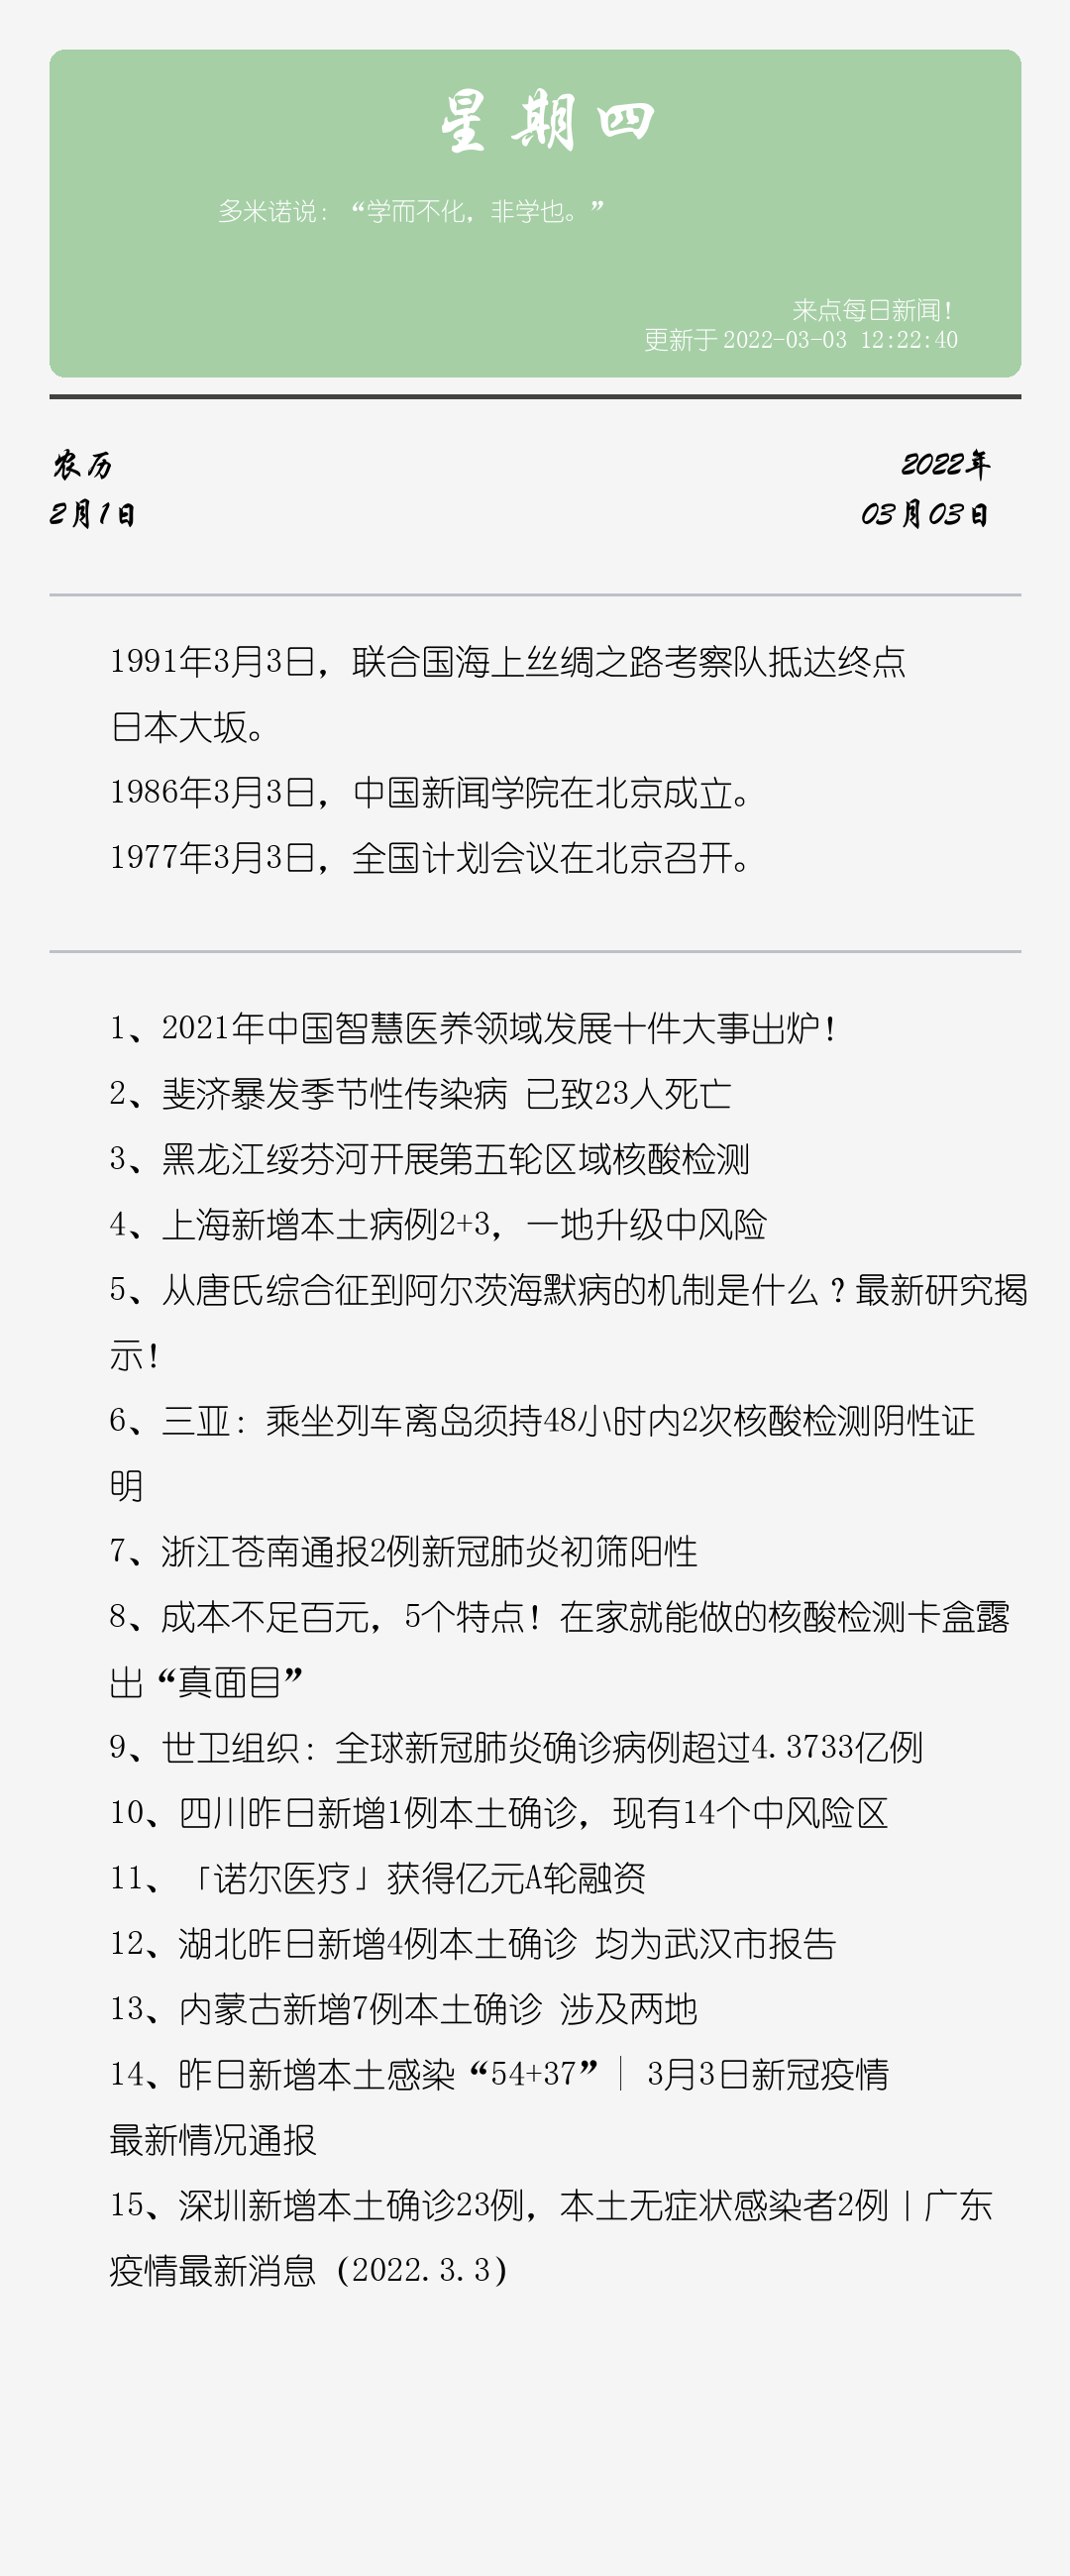 星期四
多米诺说：“学而不化，非学也。”
来点每日新闻！
更新于 2022-03-03 12:22:40
农历
2月1日
2022年
03月03日
1991年3月3日，联合国海上丝绸之路考察队抵达终点
日本大坂。
1986年3月3日，中国新闻学院在北京成立。
1977年3月3日，全国计划会议在北京召开。
1、2021年中国智慧医养领域发展十件大事出炉！
2、斐济暴发季节性传染病 已致23人死亡
3、黑龙江绥芬河开展第五轮区域核酸检测
4、上海新增本土病例2+3，一地升级中风险
5、从唐氏综合征到阿尔茨海默病的机制是什么？最新研究揭
示！
6、三亚：乘坐列车离岛须持48小时内2次核酸检测阴性证
明
7、浙江苍南通报2例新冠肺炎初筛阳性
8、成本不足百元，5个特点！在家就能做的核酸检测卡盒露
出“真面目”
9、世卫组织：全球新冠肺炎确诊病例超过4.3733亿例
10、四川昨日新增1例本土确诊，现有14个中风险区
11、「诺尔医疗」获得亿元A轮融资
12、湖北昨日新增4例本土确诊 均为武汉市报告
13、内蒙古新增7例本土确诊 涉及两地
14、昨日新增本土感染“54+37”│ 3月3日新冠疫情
最新情况通报
15、深圳新增本土确诊23例，本土无症状感染者2例丨广东
疫情最新消息（2022.3.3）